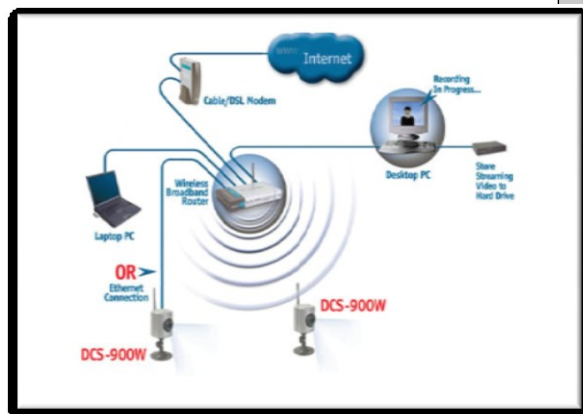 www
Internet
Cable/DSL Modem
Recording
In Progress...
Desktop PC
Store
Streaming
Video to
Hard Drive
Wireless
Broadband
Router
Laptop PC
OR
Ethernet
Connection
DCS-900W
DCS-900W